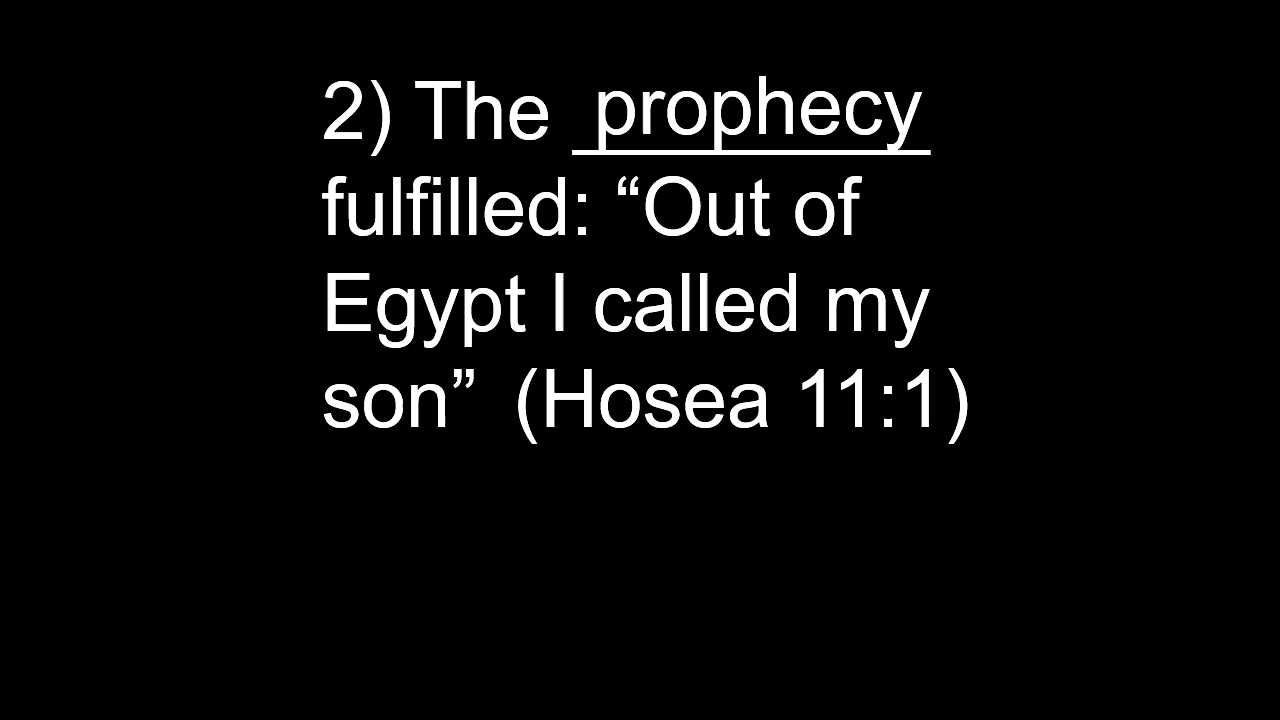 2) The prophecy
fulfilled: “Out of
Egypt I called my
son” (Hosea 11:1)